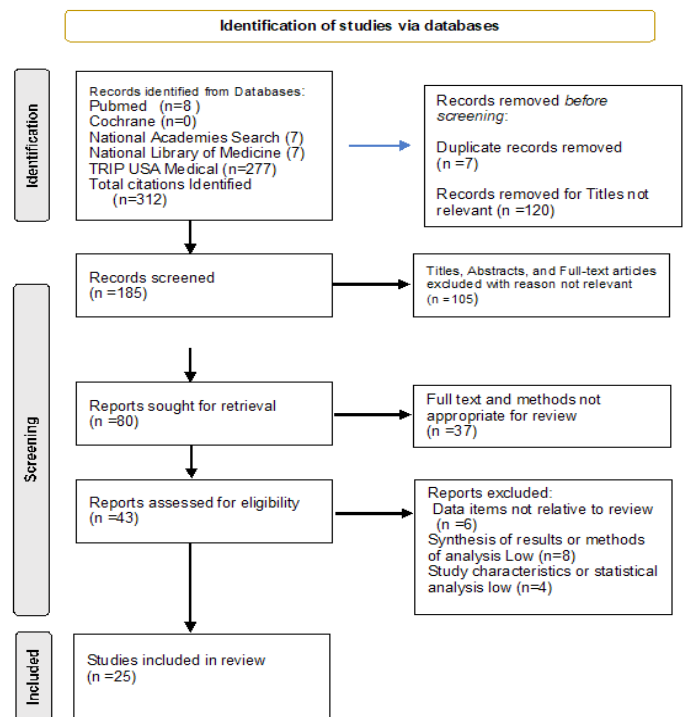 Identification of studies via databases
Identification
Records identified from Databases:
Pubmed (n=8 )
Cochrane (n=0)
National Academies Search (7)
National Library of Medicine (7)
TRIP USA Medical (n=277)
Total citations Identified
(n=312)
Records removed before
screening:
Duplicate records removed
(n =7)
Records removed for Titles not
relevant (n =120)
Screening
Records screened
(n =185)
Titles, Abstracts, and Full-text articles
excluded with reason not relevant
(n =105)
Reports sought for retrieval
(n =80)
Full text and methods not
appropriate for review
(n =37)
Reports assessed for eligibility
(n =43)
Reports excluded:
Data items not relative to review
(n =6)
Synthesis of results or methods
of analysis Low (n=8)
Study characteristics or statistical
analysis low (n=4)
Included
Studies included in review
(n =25)